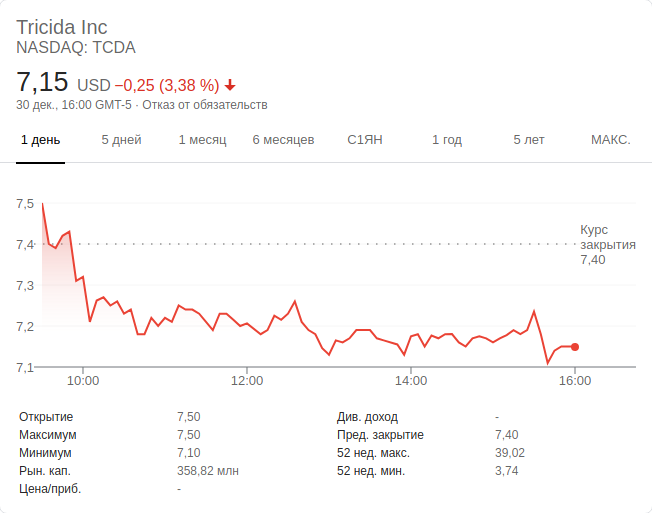 Tricida Inc
NASDAQ: TCDA
7,15 USD −0,25 (3,38 %)
30 дек., 16:00 GMT-5 · Отказ от обязательств
1 день 5 дней 1 месяц 6 месяцев С1ЯН 1 год 5 лет МАКС.
7,5
7,4
7,3
7,2
7,1
Курс
закрытия
7,40
10:00 12:00 14:00 16:00
Открытие 7,50
Максимум 7,50
Минимум 7,10
Рын. кап. 358,82 млн
Цена/приб. -
Див. доход -
Пред. закрытие 7,40
52 нед. макс. 39,02
52 нед. мин. 3,74